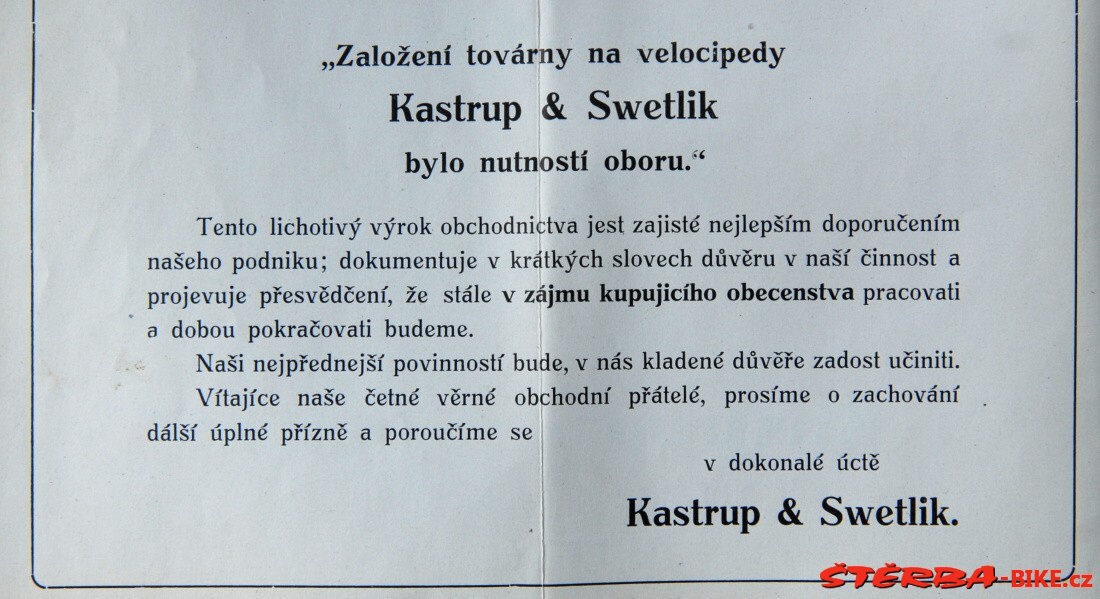 „Založení továrny na velocipedy
Kastrup & Swetlik
bylo nutností oboru.“
Tento lichotivý výrok obchodnictva jest zajisté nejlepším doporučením
našeho podniku; dokumentuje v krátkých slovech důvěru v naší činnost a
projevuje přesvědčení, že stále v zájmu kupujicího obecenstva pracovati
a dobou pokračovati budeme.
Naši nejpřednejší povinností bude, v nás kladené důvěře zadost učiniti.
Vítajíce naše četné věrné obchodní přátelé, prosíme o zachování
dálší úplné přízně a poroučíme se
v dokonalé úctě
Kastrup & Swetlik.
ŠTĚRBA-BIKE.cz